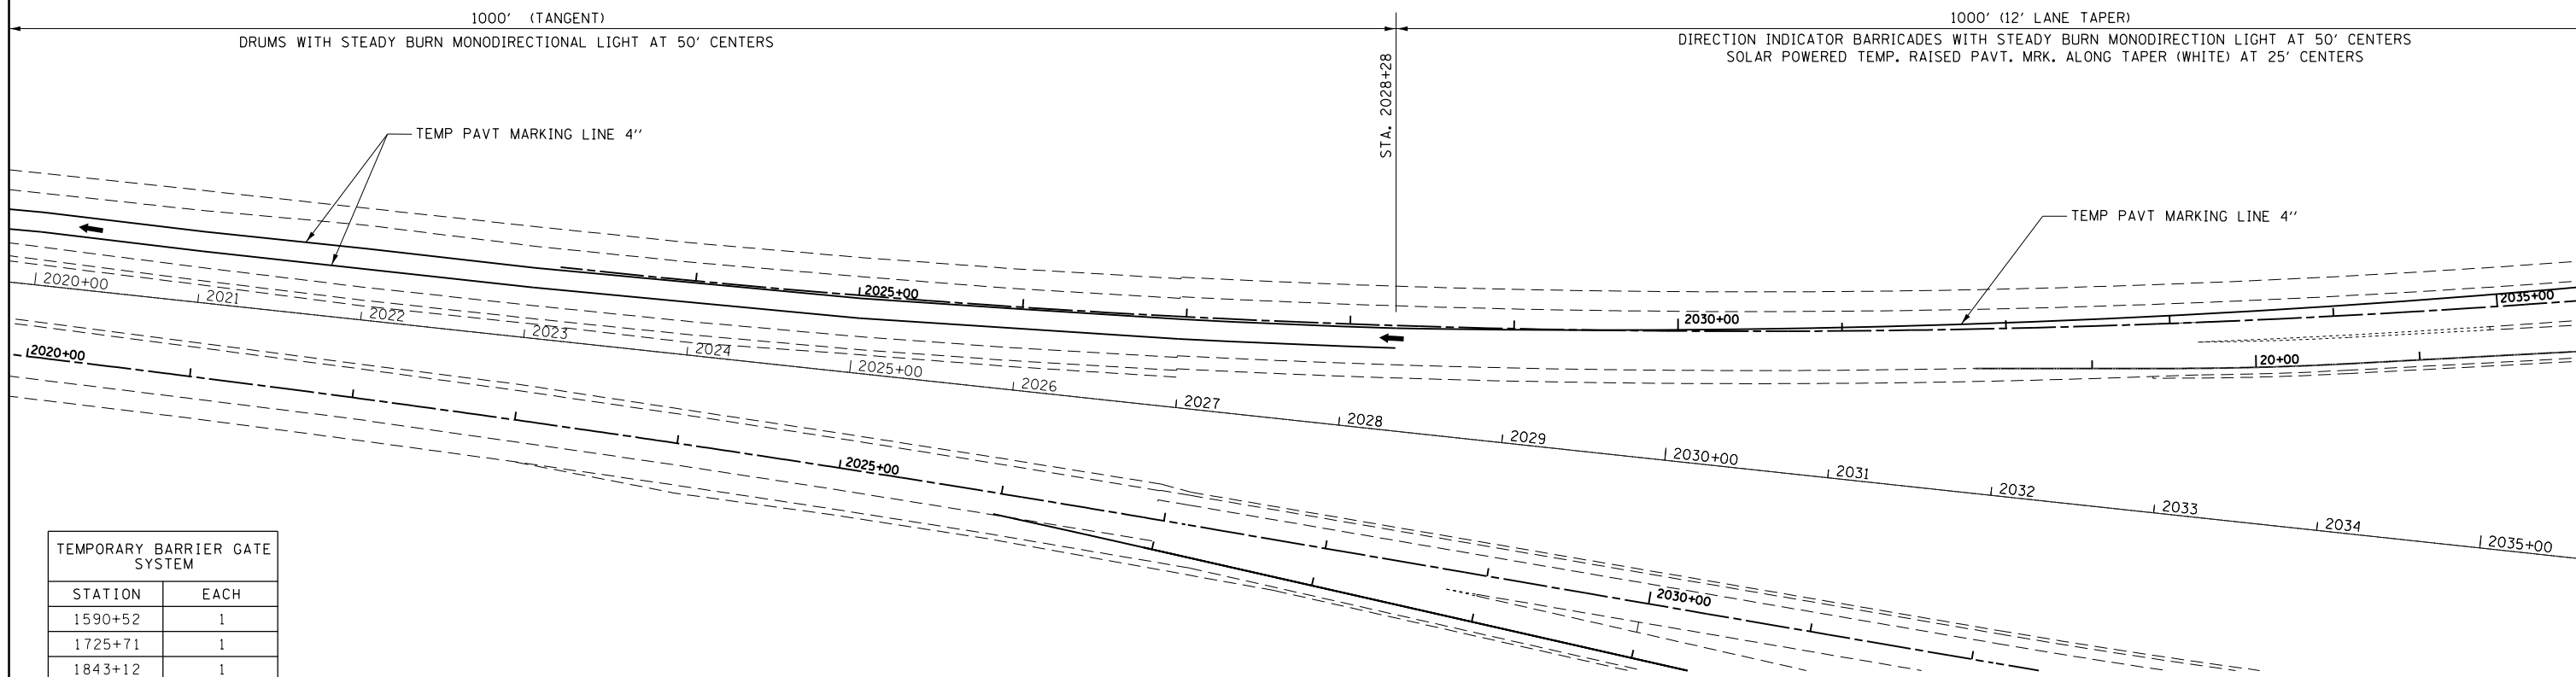 1000' (TANGENT)
DRUMS WITH STEADY BURN MONODIRECTIONAL LIGHT AT 50' CENTERS
1000' (12' LANE TAPER)
DIRECTION INDICATOR BARRICADES WITH STEADY BURN MONODIRECTION LIGHT AT 50' CENTERS
SOLAR POWERED TEMP. RAISED PAVT. MRK. ALONG TAPER (WHITE) AT 25' CENTERS
STA. 2028+28
TEMP PAVT MARKING LINE 4''
TEMP PAVT MARKING LINE 4''
2025+00
2030+00
2035+00
20+00
2020+00
2021
2022
2023
2024
2025+00
2026
2027
2028
2029
2030+00
2031
2032
2033
2034
2035+00
2020+00
2025+00
2030+00
TEMPORARY BARRIER GATE
SYSTEM
STATION EACH
1590+52 1
1725+71 1
1843+12 1